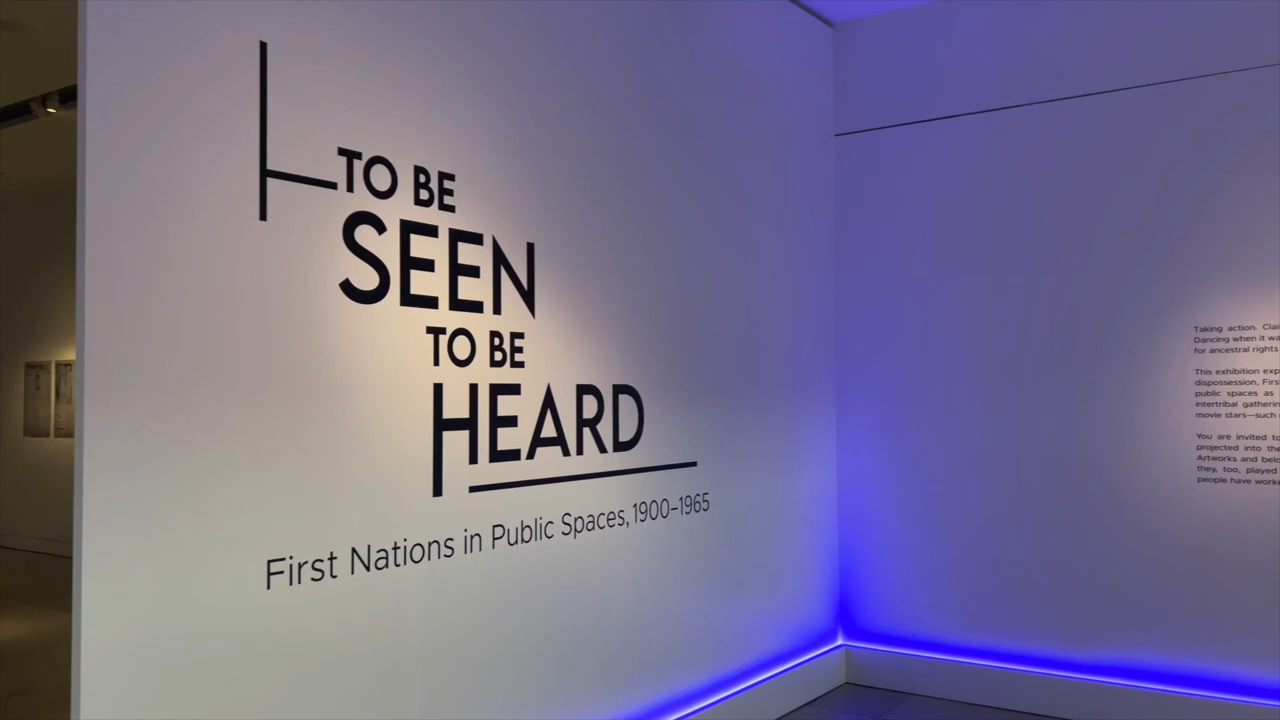 TO BE
SEEN
TO BE
HEARD
First Nations in Public Spaces, 1900–1965
Taking action.
Dancing when it
for ancestral rights
This exhibition
dispossession,
public spaces as
intertribal
movie stars—such
You are invited
projected into the
Artworks and
they, too, played
people have